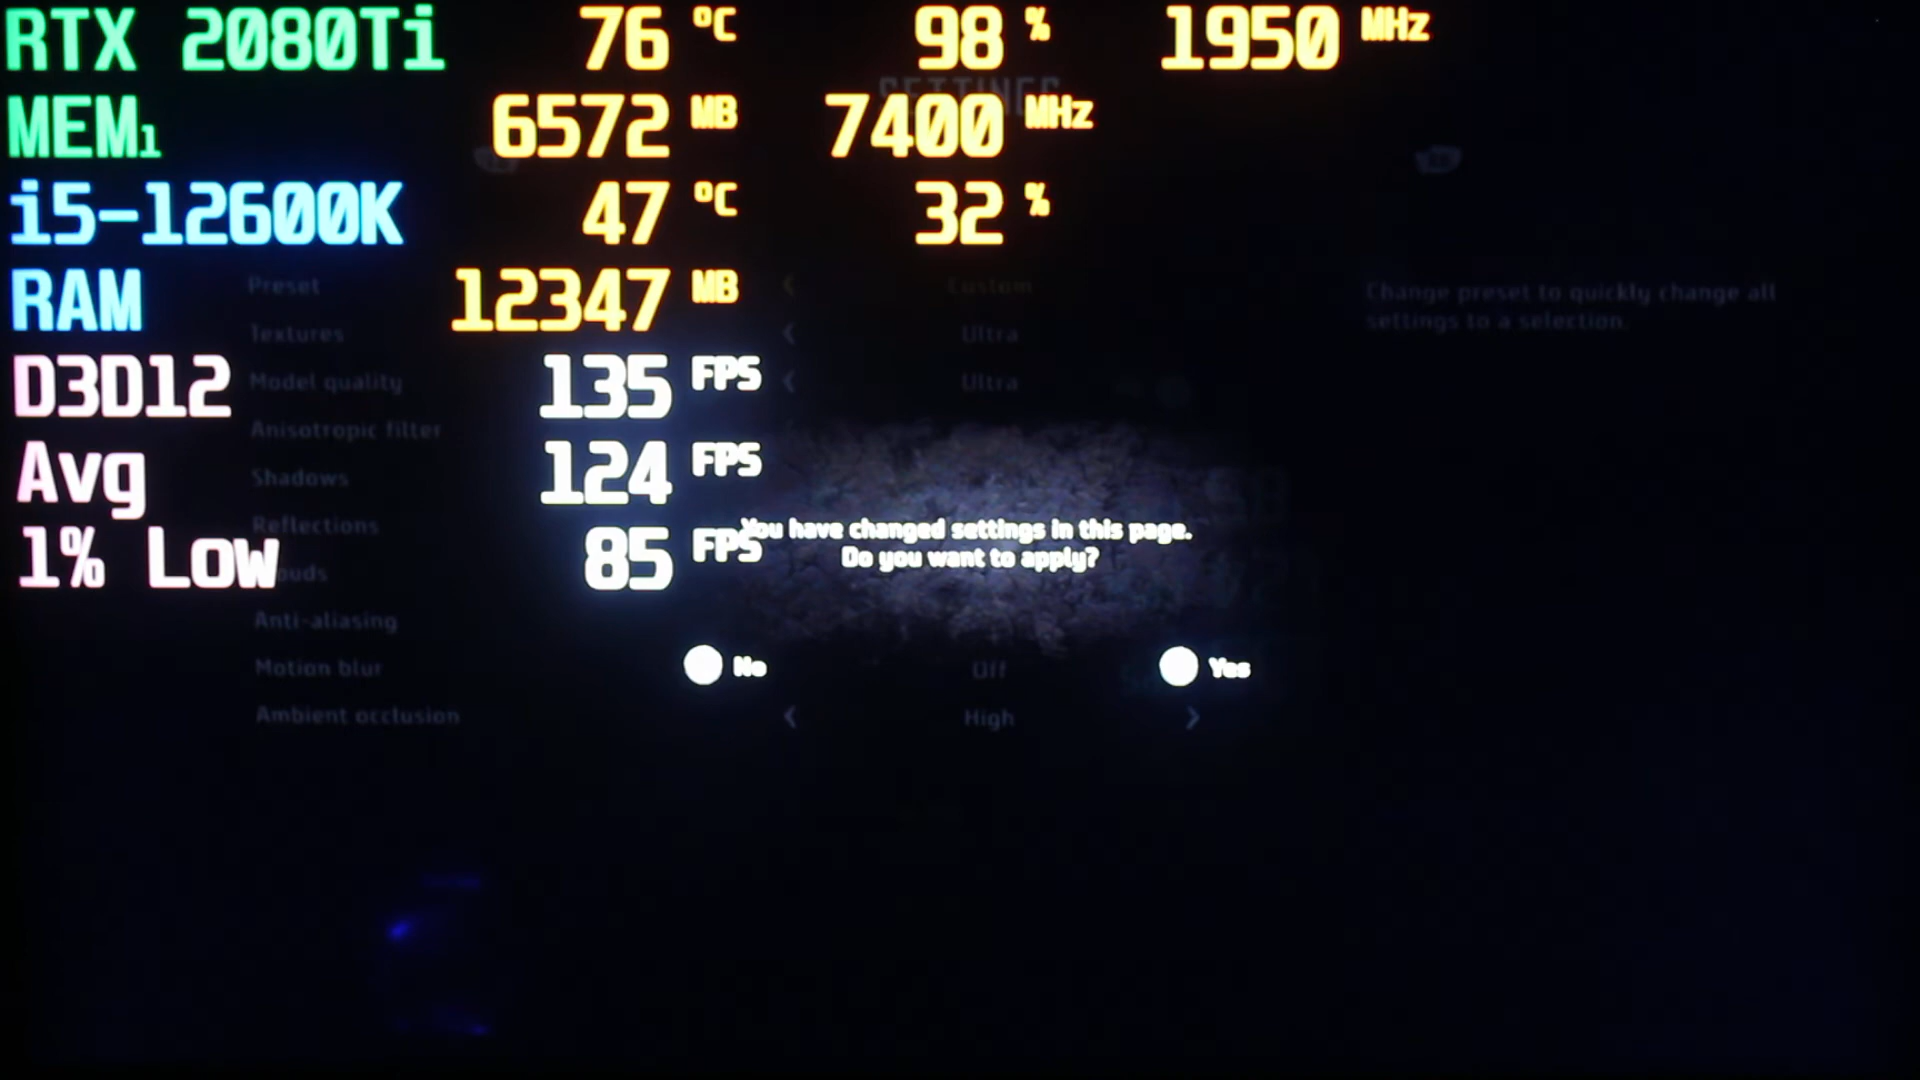 RTX 2080Ti 76 °C 98 % 1950 MHz
SETTINGS
MEM1 6572 MB 7400 MHz
i5-12600K 47 °C 32 %
RAM 12347 MB
Preset < Custom
Change preset to quickly change all
settings to a selection.
Textures < Ultra
D3D12 135 FPS
Model quality < Ultra
Anisotropic filter
Avg 124 FPS
Shadows
Reflections
You have changed settings in this page.
Do you want to apply?
1% Low 85 FPS
Anti-aliasing
Motion blur Off
No Yes
Ambient occlusion < High >